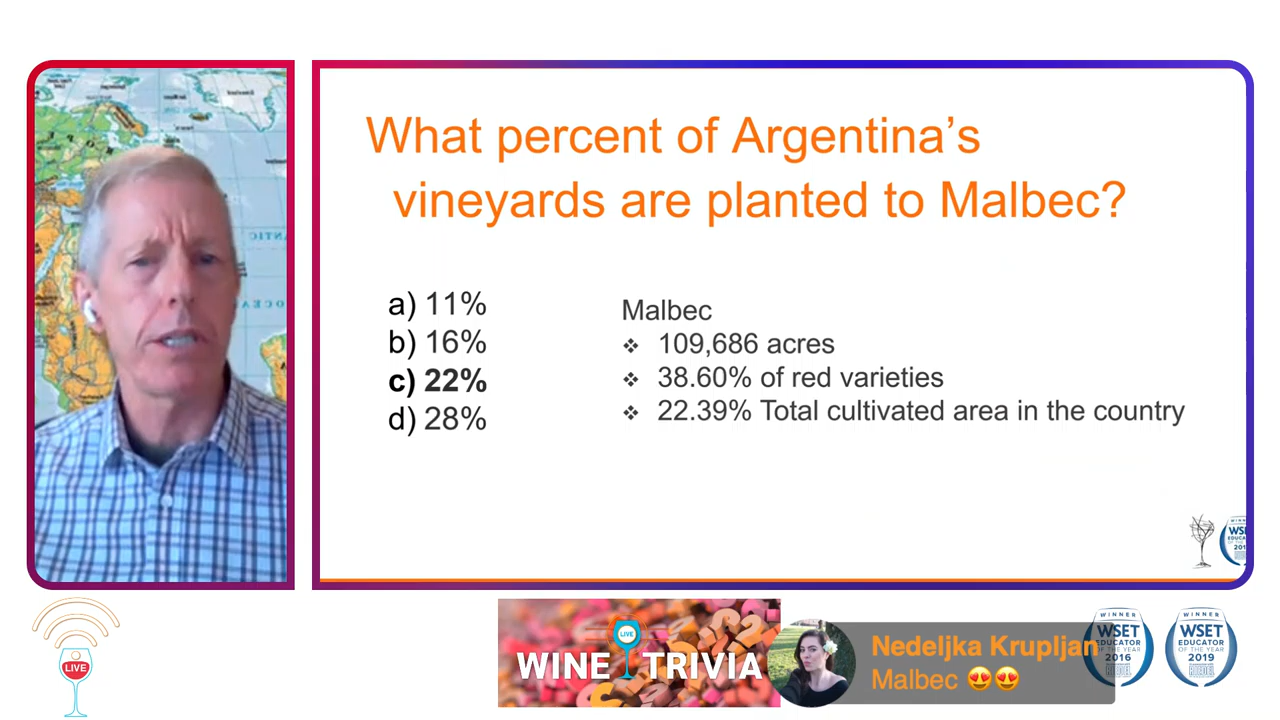 What percent of Argentina's
vineyards are planted to Malbec?
a) 11%
b) 16%
c) 22%
d) 28%
Malbec
❖ 109,686 acres
❖ 38.60% of red varieties
❖ 22.39% Total cultivated area in the country
LIVE
LIVE
WINE TRIVIA
Nedeljka Krupljan
Malbec 😍😍
WINNER
WSET
EDUCATOR
OF THE YEAR
2016
WINNER
WSET
EDUCATOR
OF THE YEAR
2019